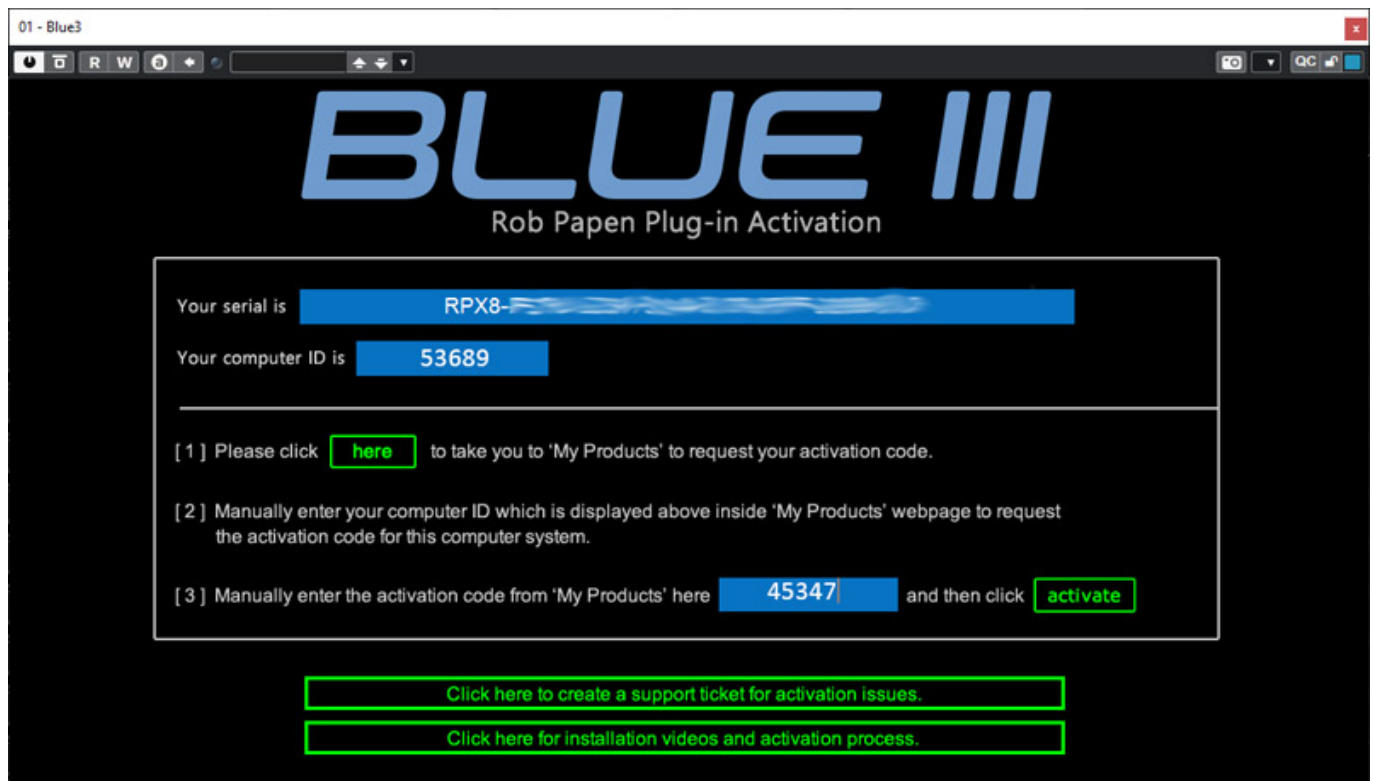 01 - Blue3
x
R W
QC
BLUE III
Rob Papen Plug-in Activation
Your serial is RPX8-
Your computer ID is 53689
[1] Please click here to take you to ‘My Products’ to request your activation code.
[2] Manually enter your computer ID which is displayed above inside ‘My Products’ webpage to request
the activation code for this computer system.
[3] Manually enter the activation code from ‘My Products’ here 45347 and then click activate
Click here to create a support ticket for activation issues.
Click here for installation videos and activation process.